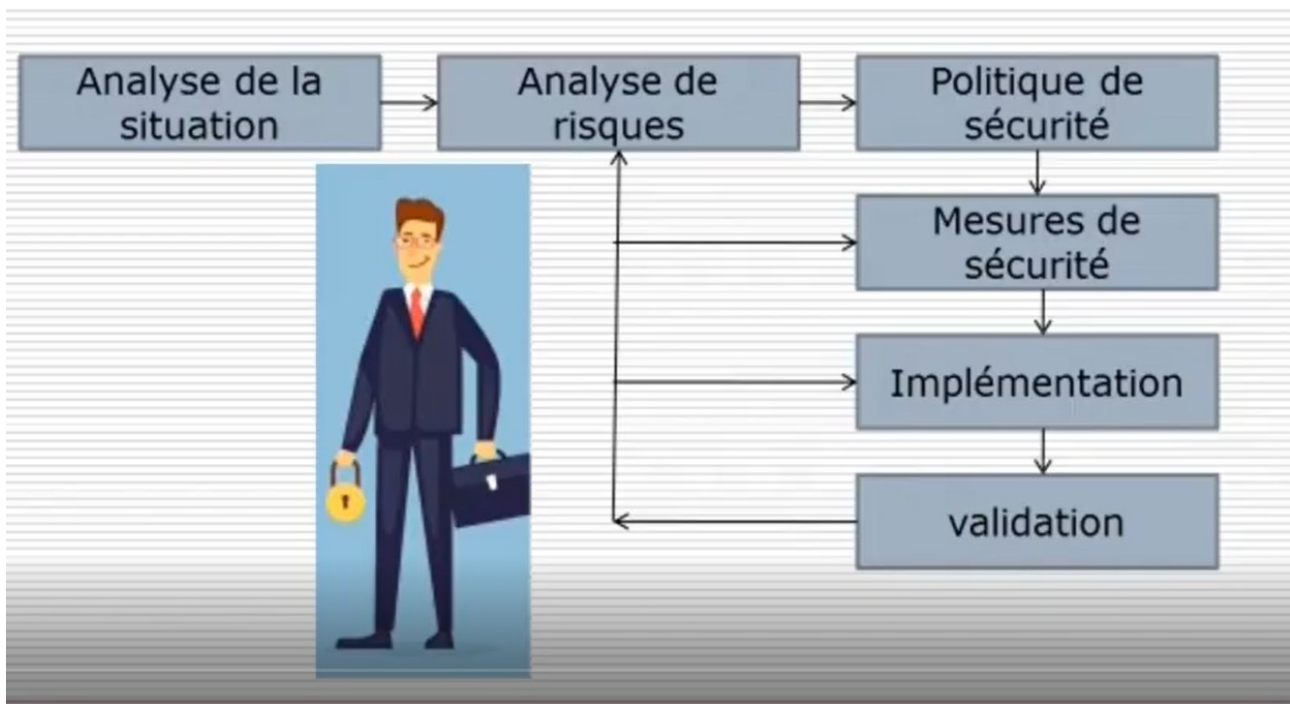 Analyse de la
situation
Analyse de
risques
Politique de
sécurité
Mesures de
sécurité
Implémentation
validation